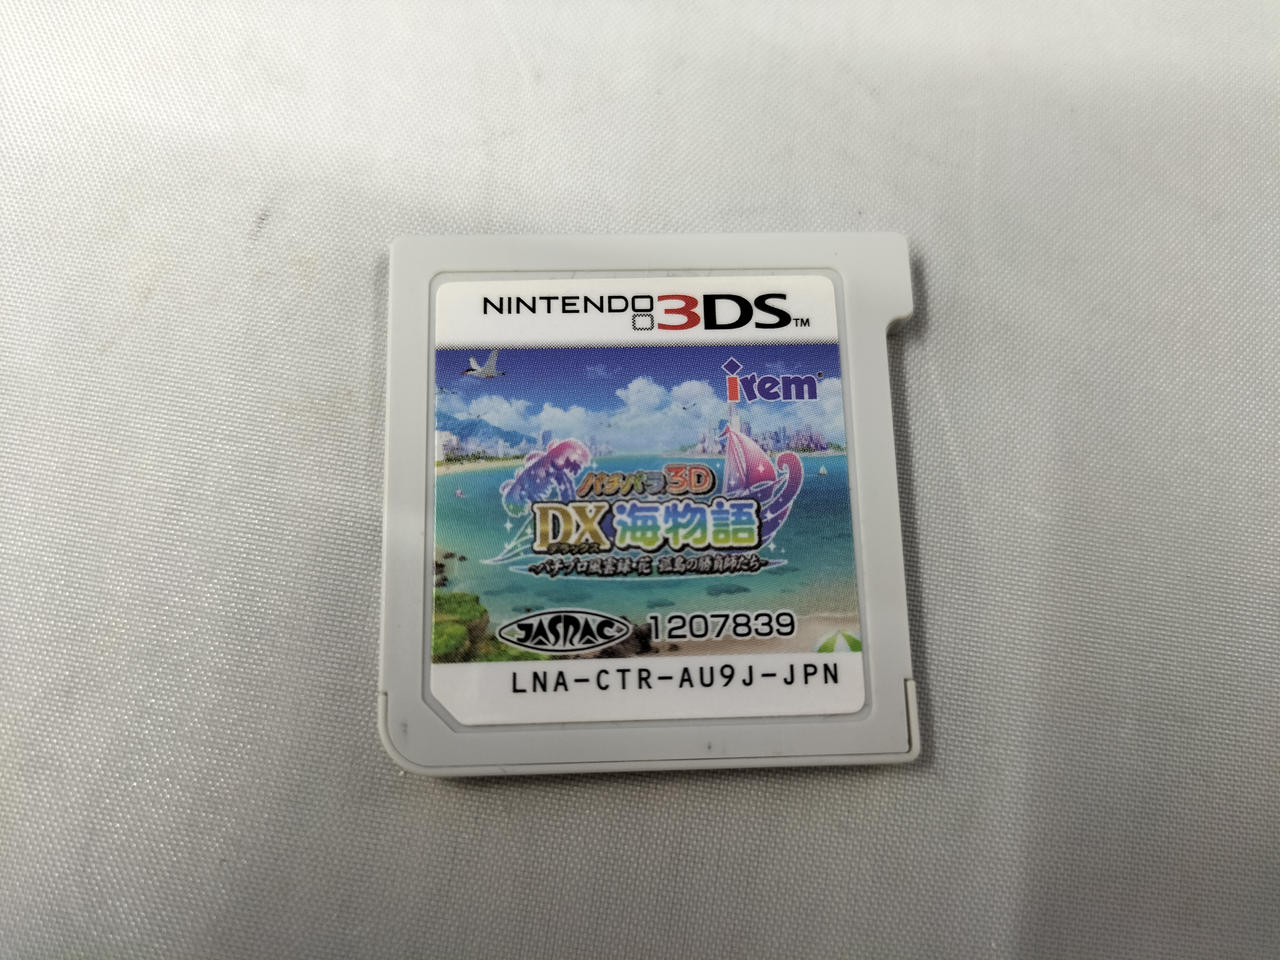 NINTENDO 3DS™
irem
パチパラ3D
DX 海物語
デラックス
~パチプロ風雲録・花 孤島の勝負師たち~
JASRAC 1207839
LNA-CTR-AU9J-JPN